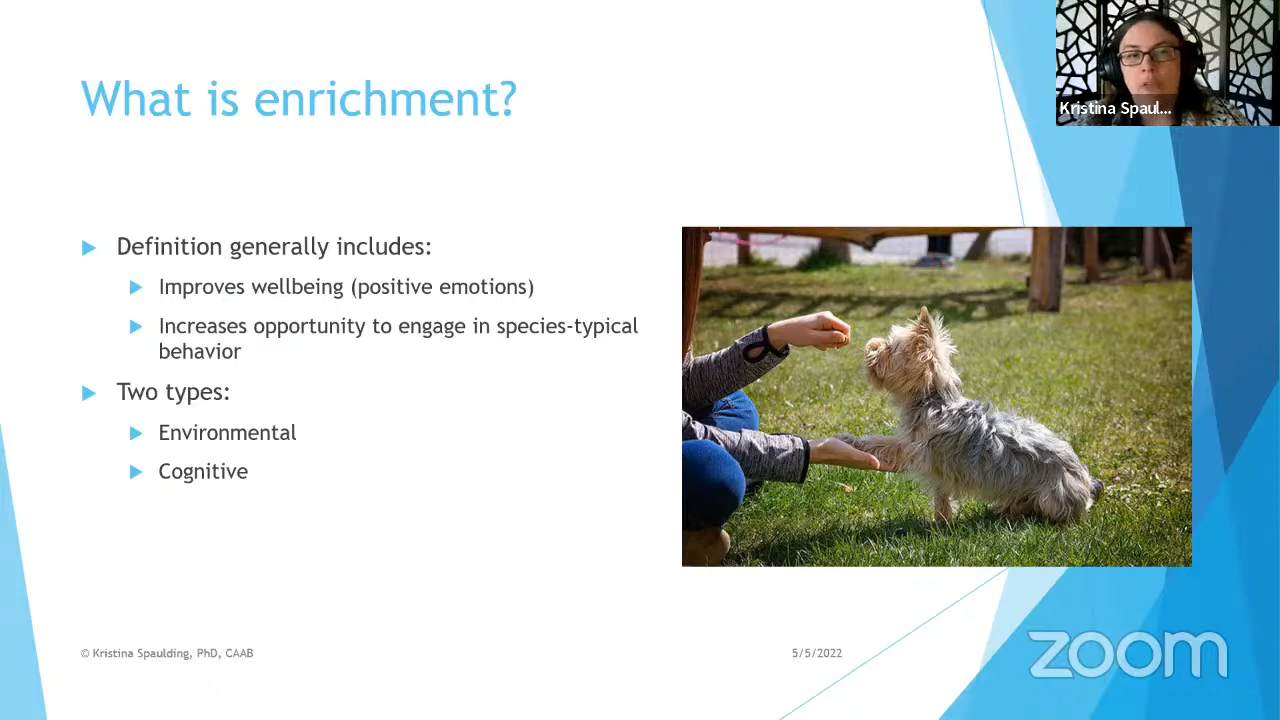 What is enrichment?
Kristina Spaul...
Definition generally includes:
Improves wellbeing (positive emotions)
Increases opportunity to engage in species-typical
behavior
Two types:
Environmental
Cognitive
© Kristina Spaulding, PhD, CAAB
5/5/2022
zoom